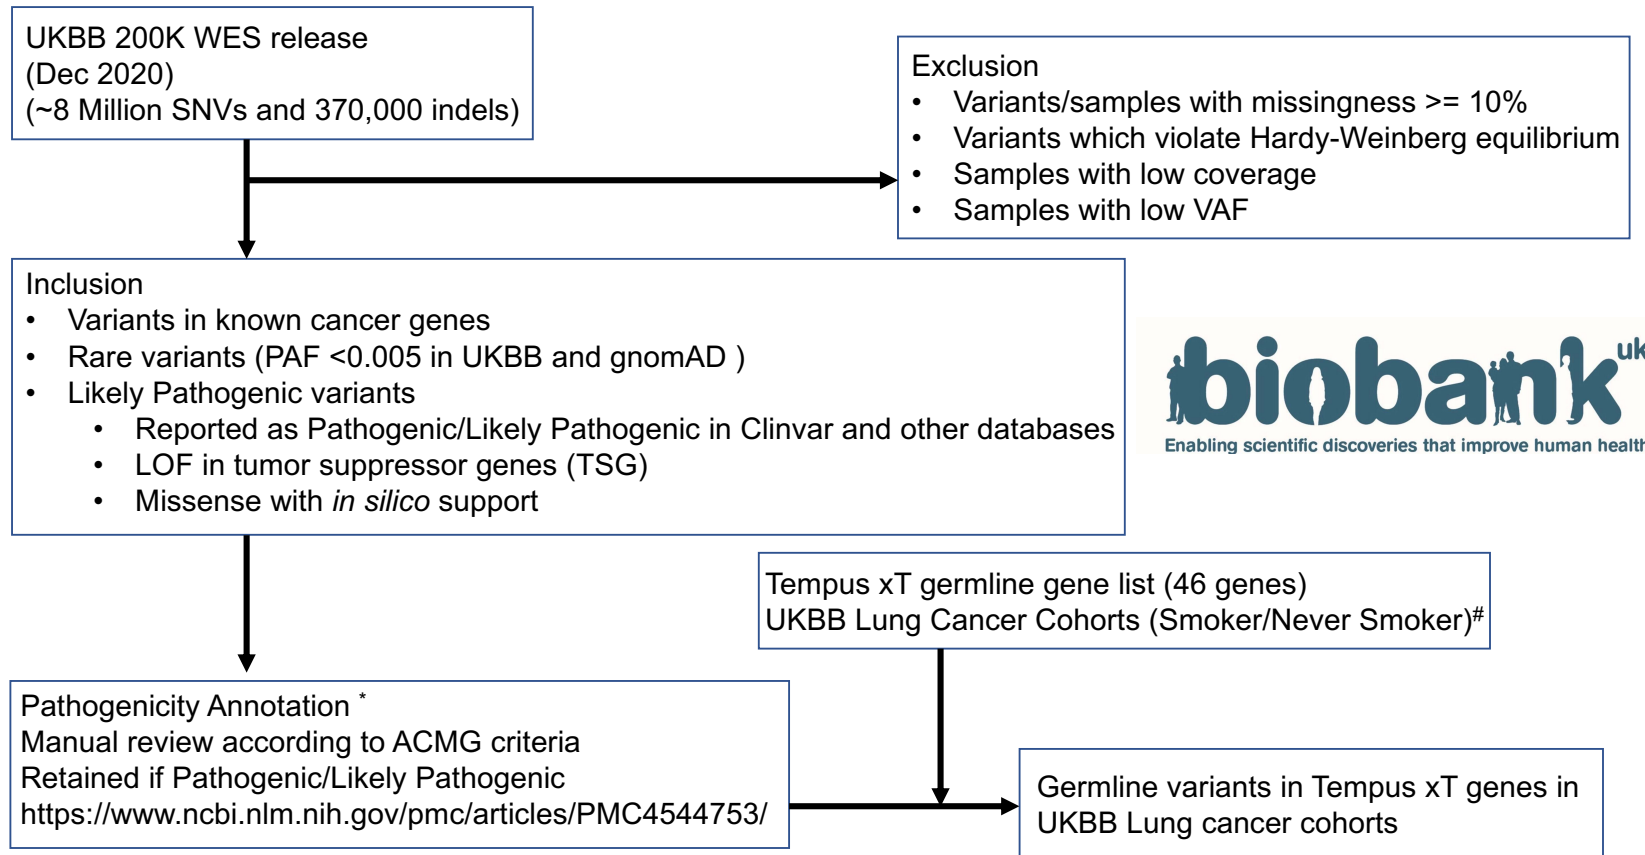 UKBB 200K WES release
(Dec 2020)
(~8 Million SNVs and 370,000 indels)
Exclusion
• Variants/samples with missingness >= 10%
• Variants which violate Hardy-Weinberg equilibrium
• Samples with low coverage
• Samples with low VAF
Inclusion
• Variants in known cancer genes
• Rare variants (PAF <0.005 in UKBB and gnomAD )
• Likely Pathogenic variants
• Reported as Pathogenic/Likely Pathogenic in Clinvar and other databases
• LOF in tumor suppressor genes (TSG)
• Missense with in silico support
biobank uk
Enabling scientific discoveries that improve human health
Tempus xT germline gene list (46 genes)
UKBB Lung Cancer Cohorts (Smoker/Never Smoker)#
Pathogenicity Annotation *
Manual review according to ACMG criteria
Retained if Pathogenic/Likely Pathogenic
https://www.ncbi.nlm.nih.gov/pmc/articles/PMC4544753/
Germline variants in Tempus xT genes in
UKBB Lung cancer cohorts